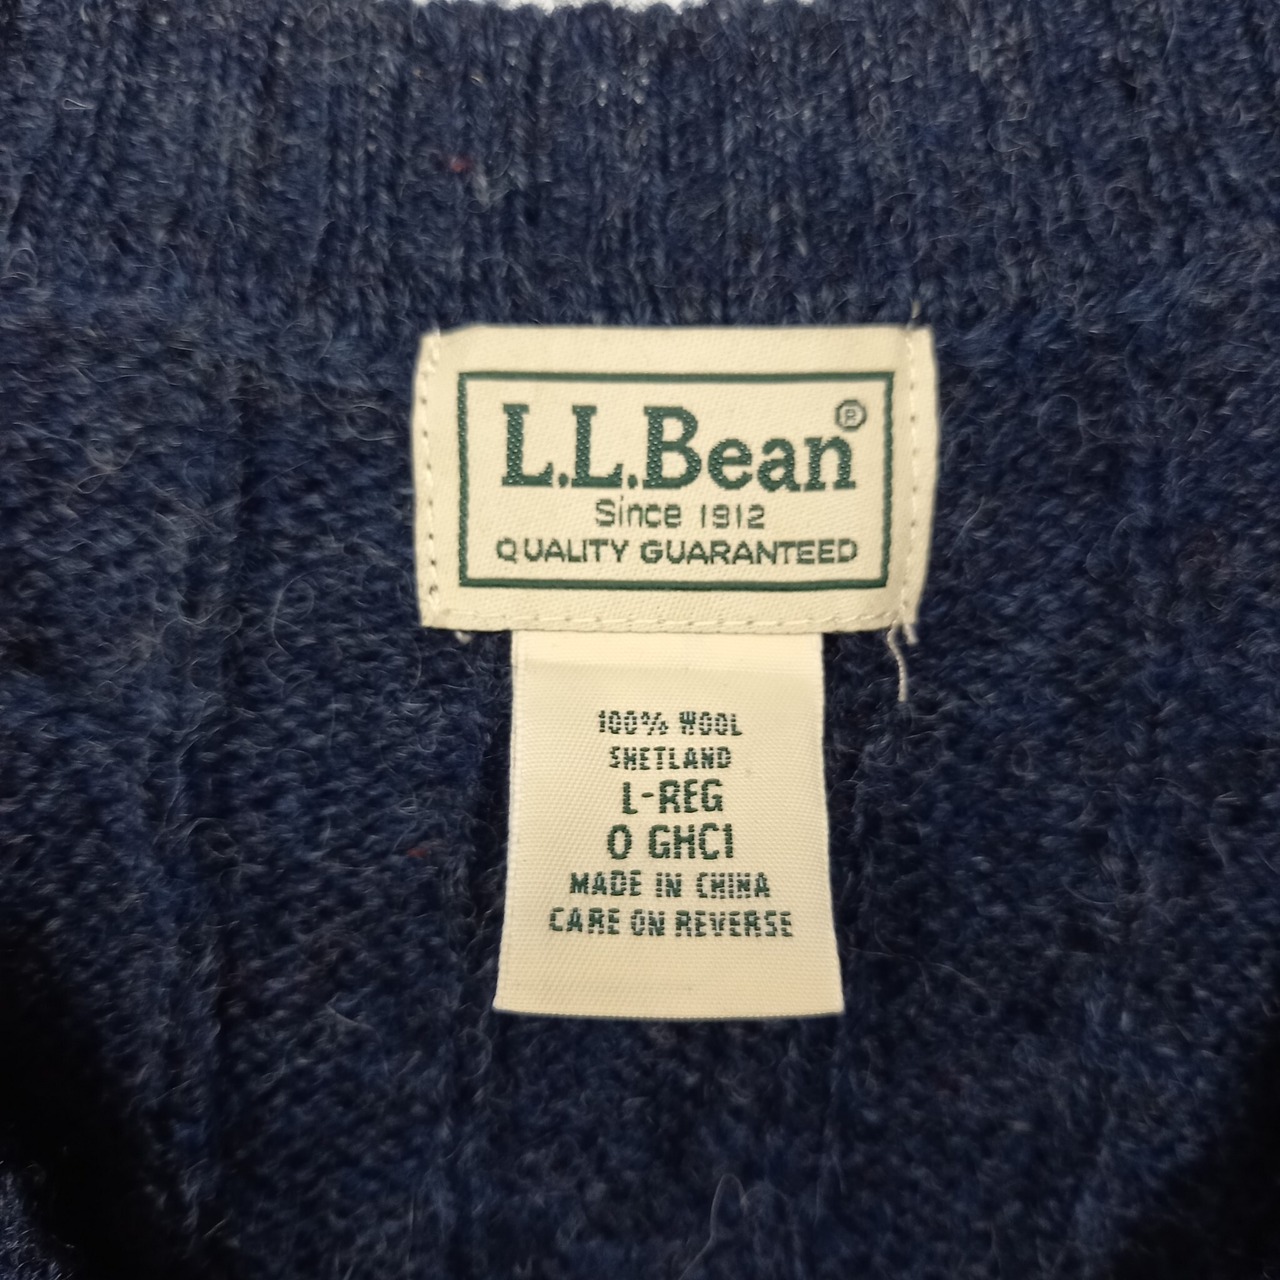 L.L.Bean®
Since 1912
QUALITY GUARANTEED
100% WOOL
SHETLAND
L-REG
0 GHC1
MADE IN CHINA
CARE ON REVERSE